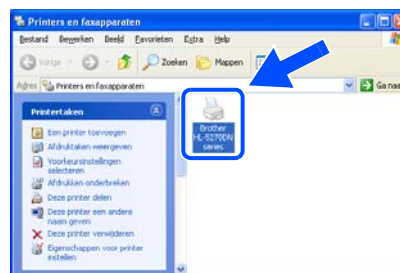 Printers en faxapparaten
Bestand Bewerken Beeld Favorieten Extra Help
Vorige Zoeken Mappen
Adres Printers en faxapparaten Ga naar
Printertaken
Een printer toevoegen
Afdruktaken weergeven
Voorkeursinstellingen
selecteren
Afdrukken onderbreken
Deze printer delen
Deze printer een andere
naam geven
Deze printer verwijderen
Eigenschappen voor printer
instellen
Brother
HL-5270DN
series